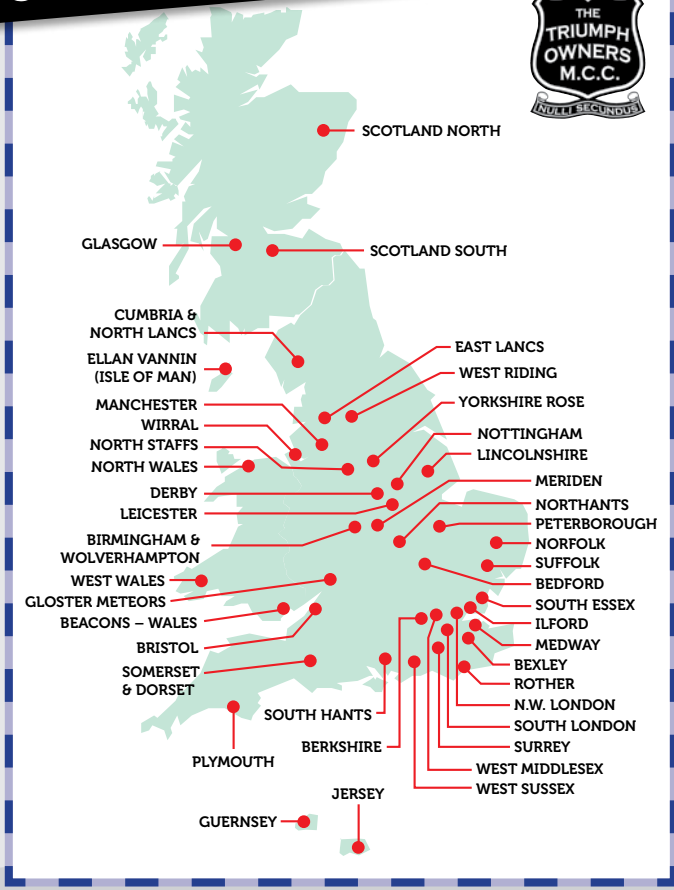 THE
TRIUMPH
OWNERS
M.C.C.
NULLI SECUNDUS
SCOTLAND NORTH
GLASGOW
SCOTLAND SOUTH
CUMBRIA &
NORTH LANCS
ELLAN VANNIN
(ISLE OF MAN)
MANCHESTER
WIRRAL
NORTH STAFFS
NORTH WALES
DERBY
LEICESTER
BIRMINGHAM &
WOLVERHAMPTON
WEST WALES
GLOSTER METEORS
BEACONS – WALES
BRISTOL
SOMERSET
& DORSET
PLYMOUTH
EAST LANCS
WEST RIDING
YORKSHIRE ROSE
NOTTINGHAM
LINCOLNSHIRE
MERIDEN
NORTHANTS
PETERBOROUGH
NORFOLK
SUFFOLK
BEDFORD
SOUTH ESSEX
ILFORD
MEDWAY
BEXLEY
ROTHER
N.W. LONDON
SOUTH LONDON
SURREY
WEST MIDDLESEX
WEST SUSSEX
SOUTH HANTS
BERKSHIRE
JERSEY
GUERNSEY